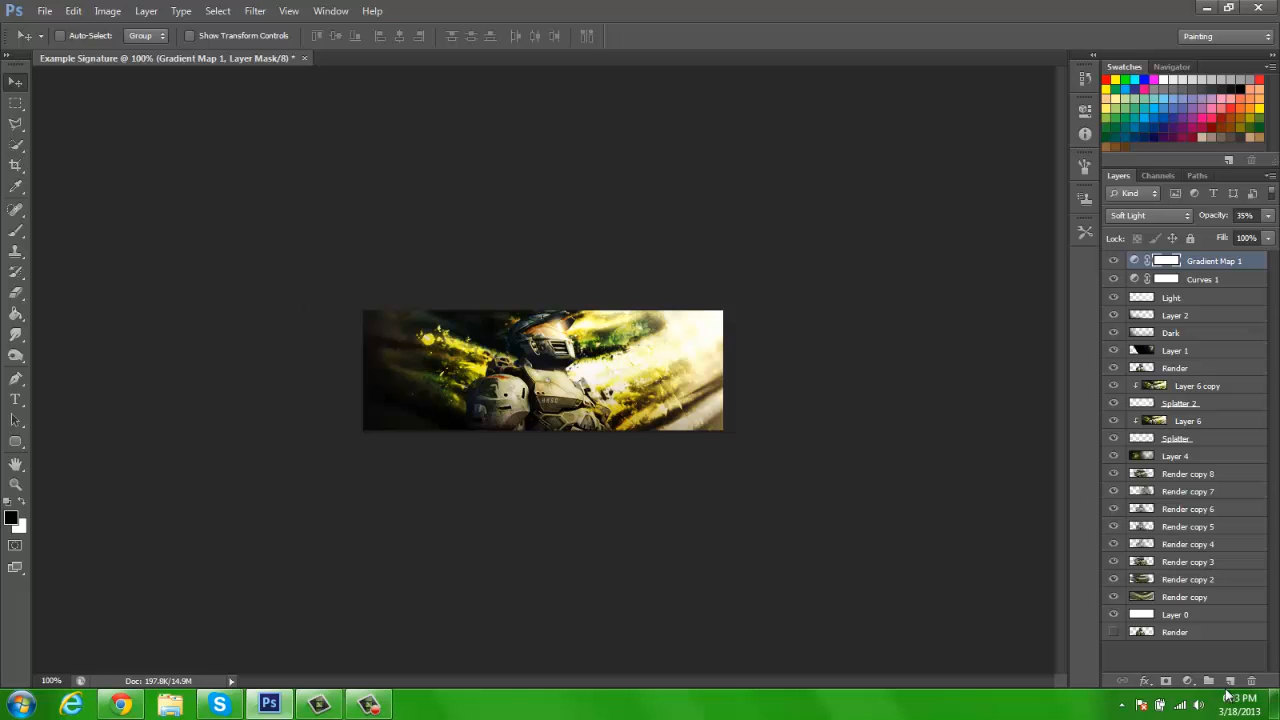 Ps File Edit Image Layer Type Select Filter View Window Help
Auto-Select: Group Show Transform Controls Painting
Example Signature @ 100% (Gradient Map 1, Layer Mask/8) * ×
Swatches Navigator
Layers Channels Paths
Kind
Soft Light Opacity: 35%
Lock: Fill: 100%
Gradient Map 1
Curves 1
Light
Layer 2
Dark
Layer 1
Render
Layer 6 copy
Splatter 2
Layer 6
Splatter
Layer 4
Render copy 8
Render copy 7
Render copy 6
Render copy 5
Render copy 4
Render copy 3
Render copy 2
Render copy
Layer 0
Render
100% Doc: 197.8K/14.9M
fx
Ps
PM
3/18/2013